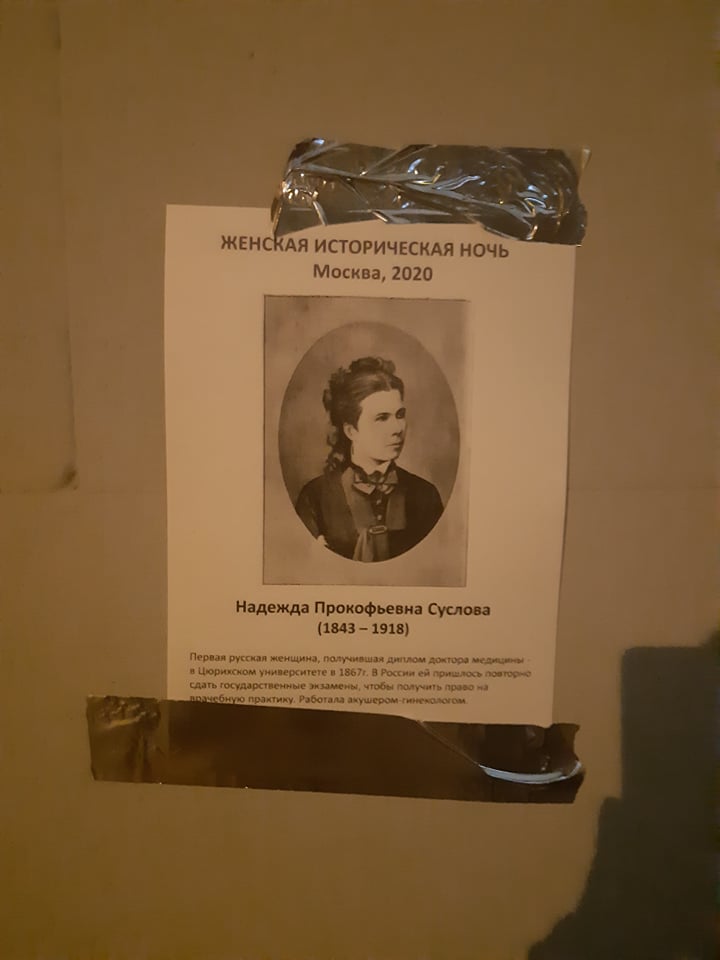 ЖЕНСКАЯ ИСТОРИЧЕСКАЯ НОЧЬ
Москва, 2020
Надежда Прокофьевна Суслова
(1843 – 1918)
Первая русская женщина, получившая диплом доктора медицины -
в Цюрихском университете в 1867г. В России ей пришлось повторно
сдать государственные экзамены, чтобы получить право на
врачебную практику. Работала акушером-гинекологом.